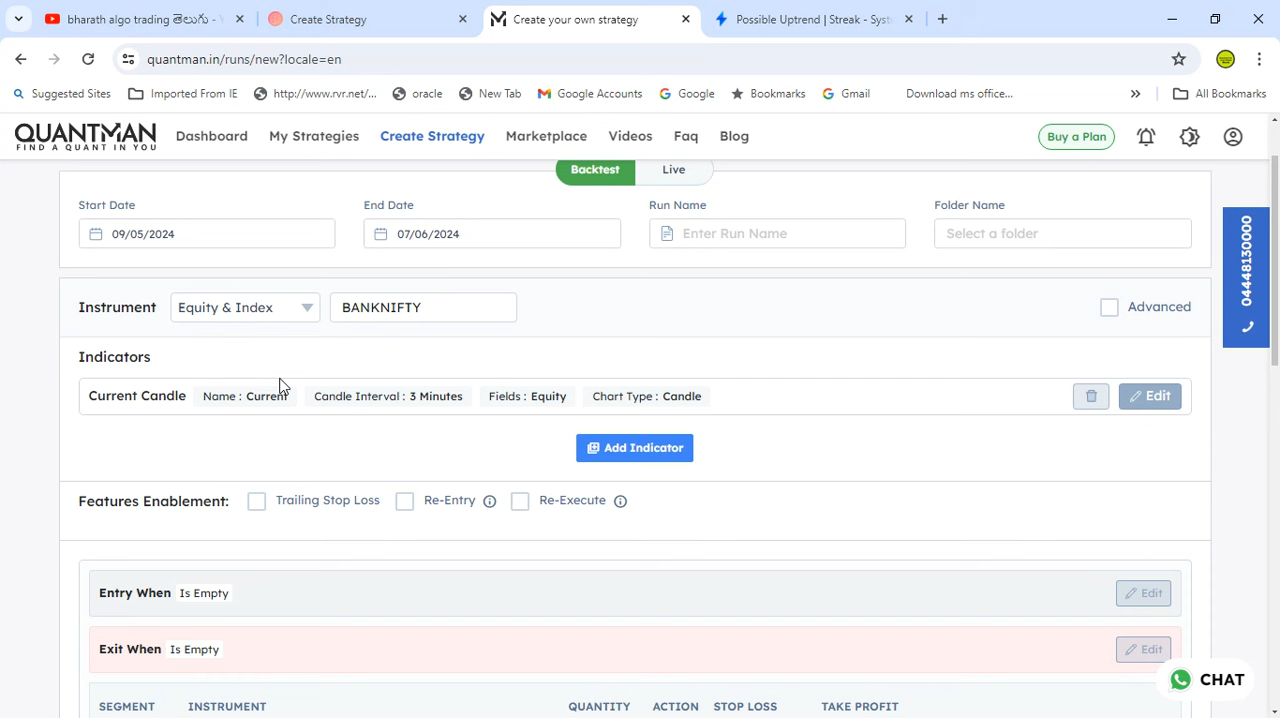 bharath algo trading తెలుగు - Y
Create Strategy
Create your own strategy
Possible Uptrend | Streak - Syste
quantman.in/runs/new?locale=en
Suggested Sites
Imported From IE
http://www.rvr.net/...
oracle
New Tab
Google Accounts
Google
Bookmarks
Gmail
Download ms office...
All Bookmarks
QUANTMAN
FIND A QUANT IN YOU
Dashboard
My Strategies
Create Strategy
Marketplace
Videos
Faq
Blog
Buy a Plan
Backtest
Live
Start Date
End Date
Run Name
Folder Name
09/05/2024
07/06/2024
Enter Run Name
Select a folder
04448130000
Instrument
Equity & Index
BANKNIFTY
Advanced
Indicators
Current Candle
Name : Current
Candle Interval : 3 Minutes
Fields : Equity
Chart Type : Candle
Edit
Add Indicator
Features Enablement:
Trailing Stop Loss
Re-Entry
Re-Execute
Entry When Is Empty
Edit
Exit When Is Empty
Edit
CHAT
SEGMENT
INSTRUMENT
QUANTITY
ACTION
STOP LOSS
TAKE PROFIT